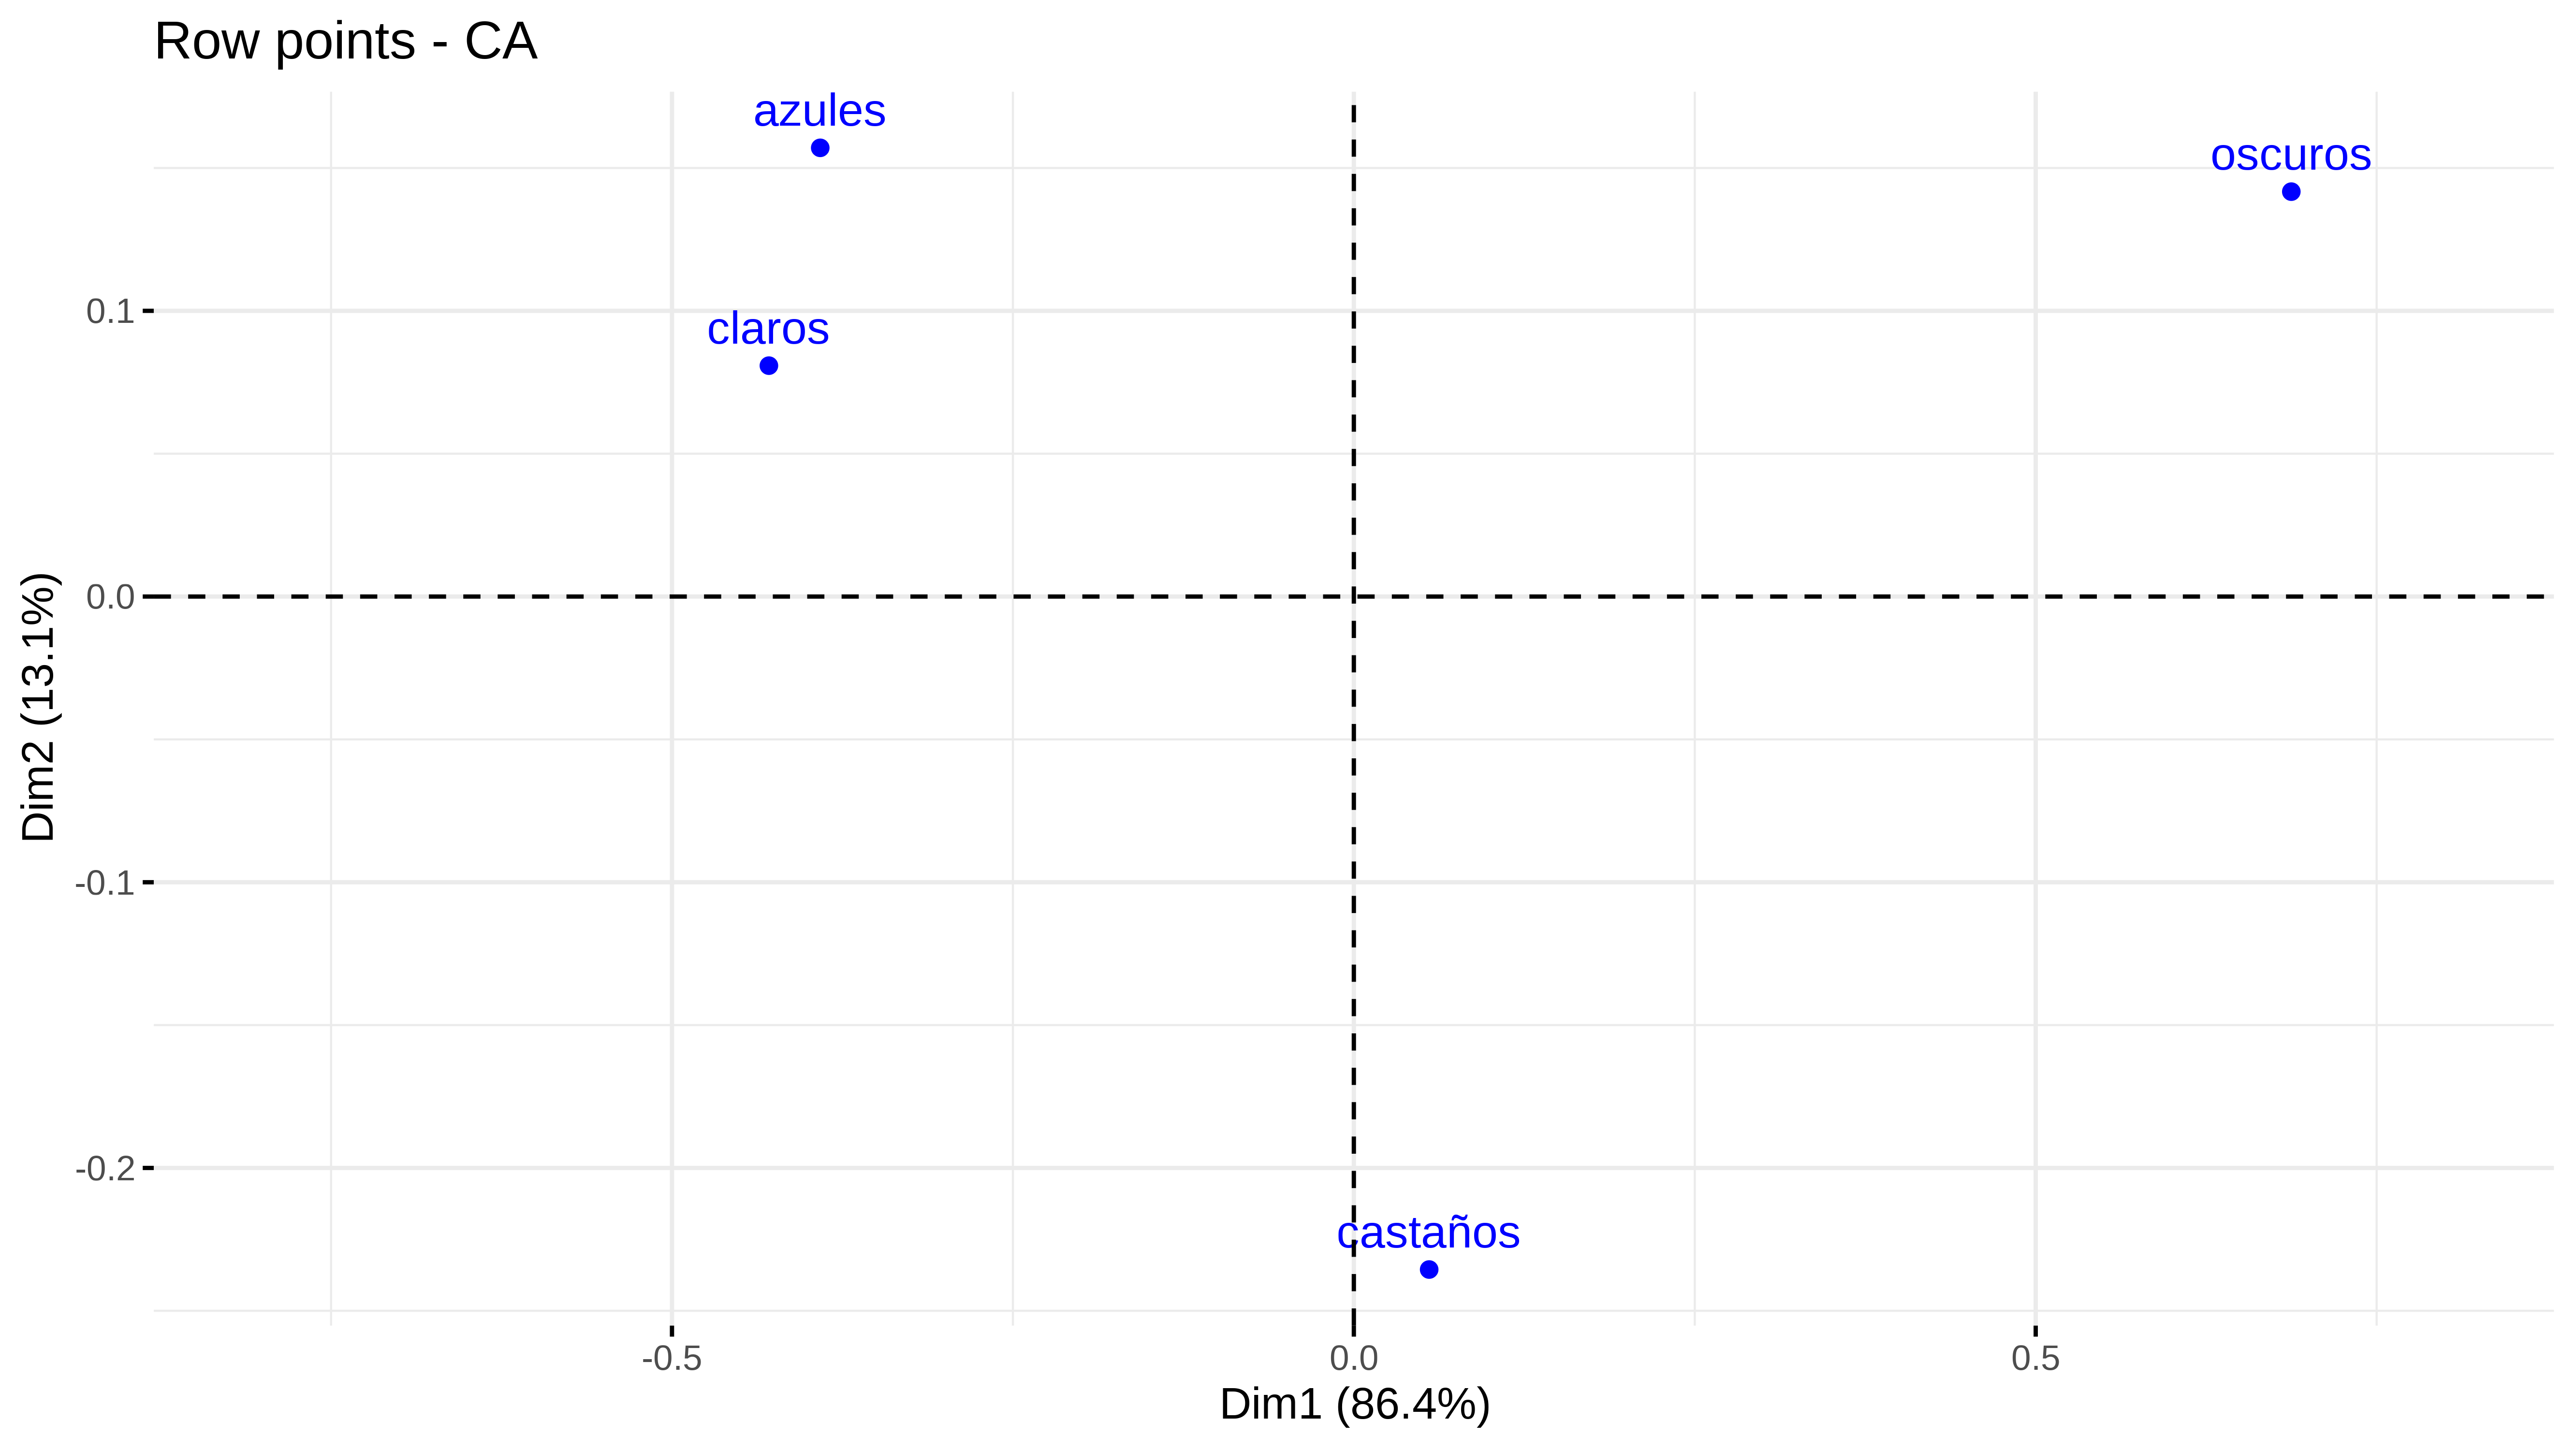 Row points - CA
azules
oscuros
claros
castaños
0.1
0.0
-0.1
-0.2
-0.5
0.0
0.5
Dim1 (86.4%)
Dim2 (13.1%)